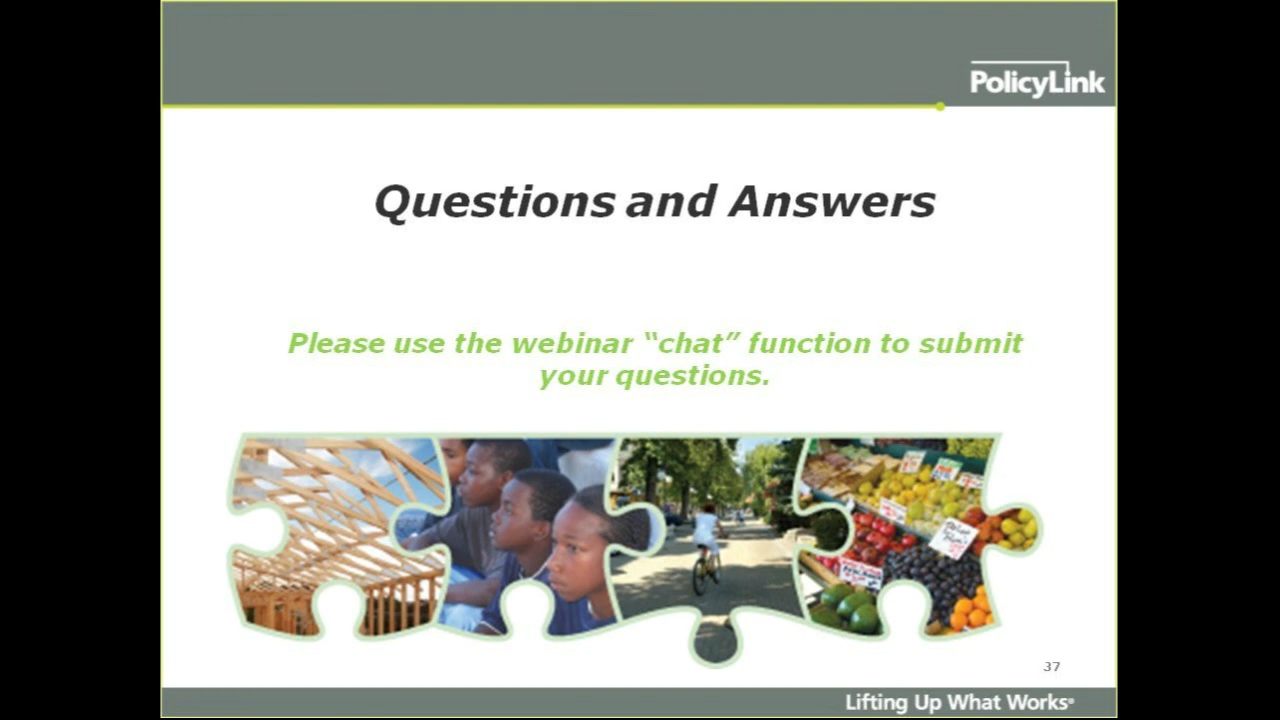 PolicyLink
Questions and Answers
Please use the webinar “chat” function to submit
your questions.
37
Lifting Up What Works®